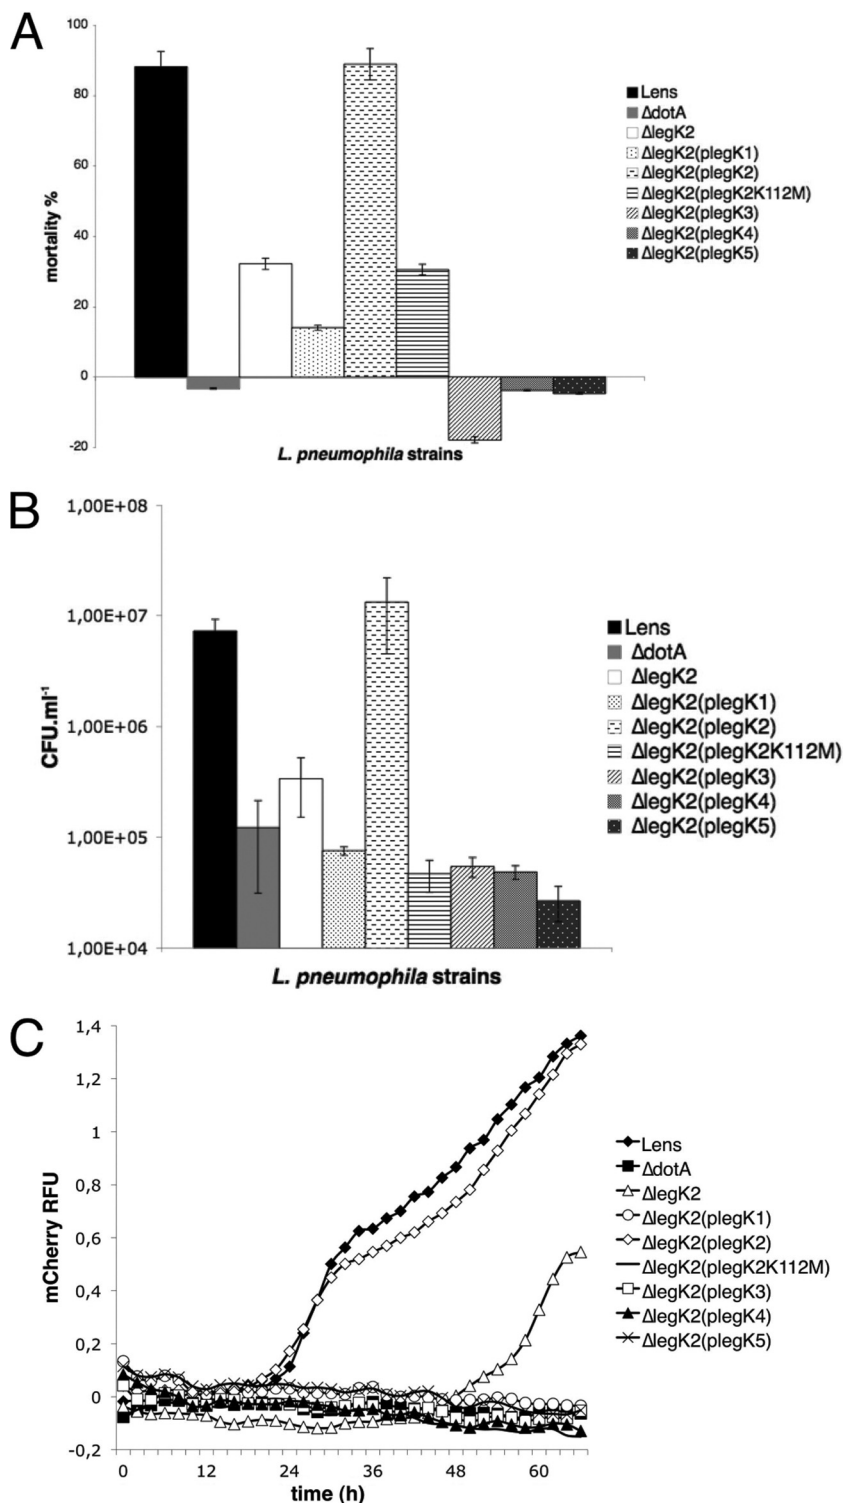 A
100
80
60
40
20
0
-20
mortality %
L. pneumophila strains
Lens
ΔdotA
ΔlegK2
ΔlegK2(plegK1)
ΔlegK2(plegK2)
ΔlegK2(plegK2K112M)
ΔlegK2(plegK3)
ΔlegK2(plegK4)
ΔlegK2(plegK5)
B
1,00E+08
1,00E+07
1,00E+06
1,00E+05
1,00E+04
CFU.ml⁻¹
L. pneumophila strains
Lens
ΔdotA
ΔlegK2
ΔlegK2(plegK1)
ΔlegK2(plegK2)
ΔlegK2(plegK2K112M)
ΔlegK2(plegK3)
ΔlegK2(plegK4)
ΔlegK2(plegK5)
C
1,4
1,2
1
0,8
0,6
0,4
0,2
0
-0,2
mCherry RFU
0 12 24 36 48 60
time (h)
Lens
ΔdotA
ΔlegK2
ΔlegK2(plegK1)
ΔlegK2(plegK2)
ΔlegK2(plegK2K112M)
ΔlegK2(plegK3)
ΔlegK2(plegK4)
ΔlegK2(plegK5)